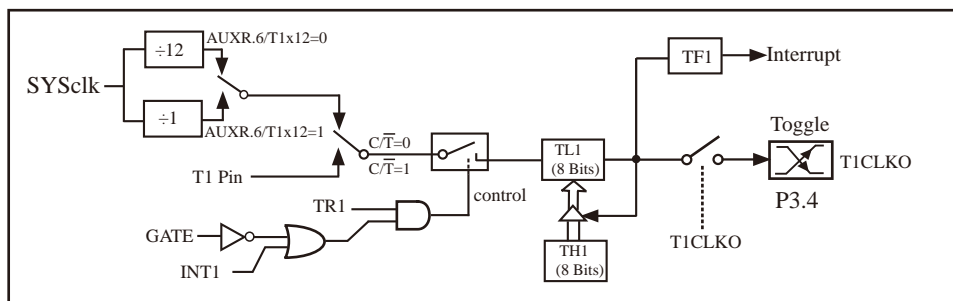 ÷12
AUXR.6/T1x12=0
SYSclk
÷1
AUXR.6/T1x12=1
T1 Pin
C/T̅=0
C/T̅=1
TR1
control
GATE
INT1
TL1
(8 Bits)
TH1
(8 Bits)
TF1
Interrupt
Toggle
T1CLKO
P3.4
T1CLKO